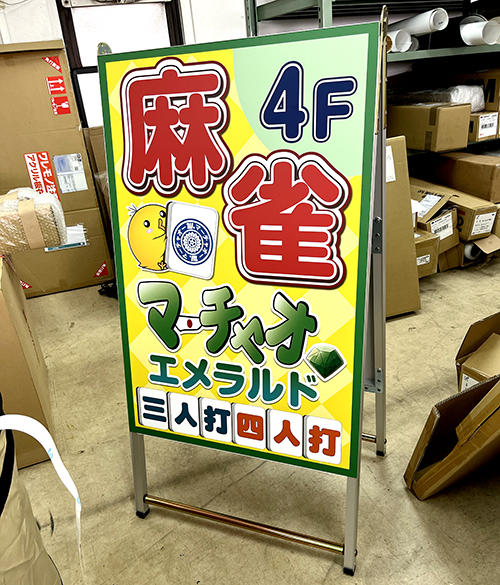 4F
麻
雀
マーチャオ
エメラルド
三人打四人打